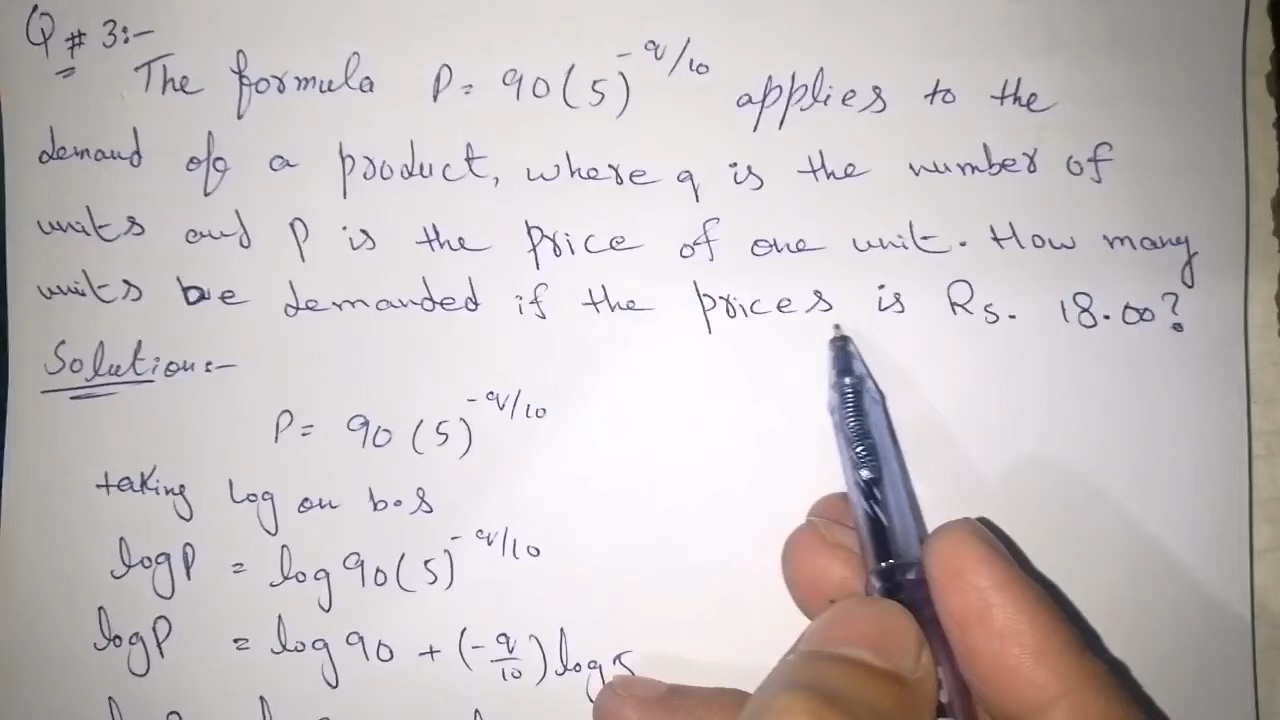 Q # 3:-
The formula P = 90(5)^-q/10 applies to the
demand of a product, where q is the number of
units and P is the price of one unit. How many
units be demanded if the prices is Rs. 18.00?
Solution:-
P = 90(5)^-q/10
taking log on b.s
log P = log 90(5)^-q/10
log P = log 90 + (-q/10) log 5